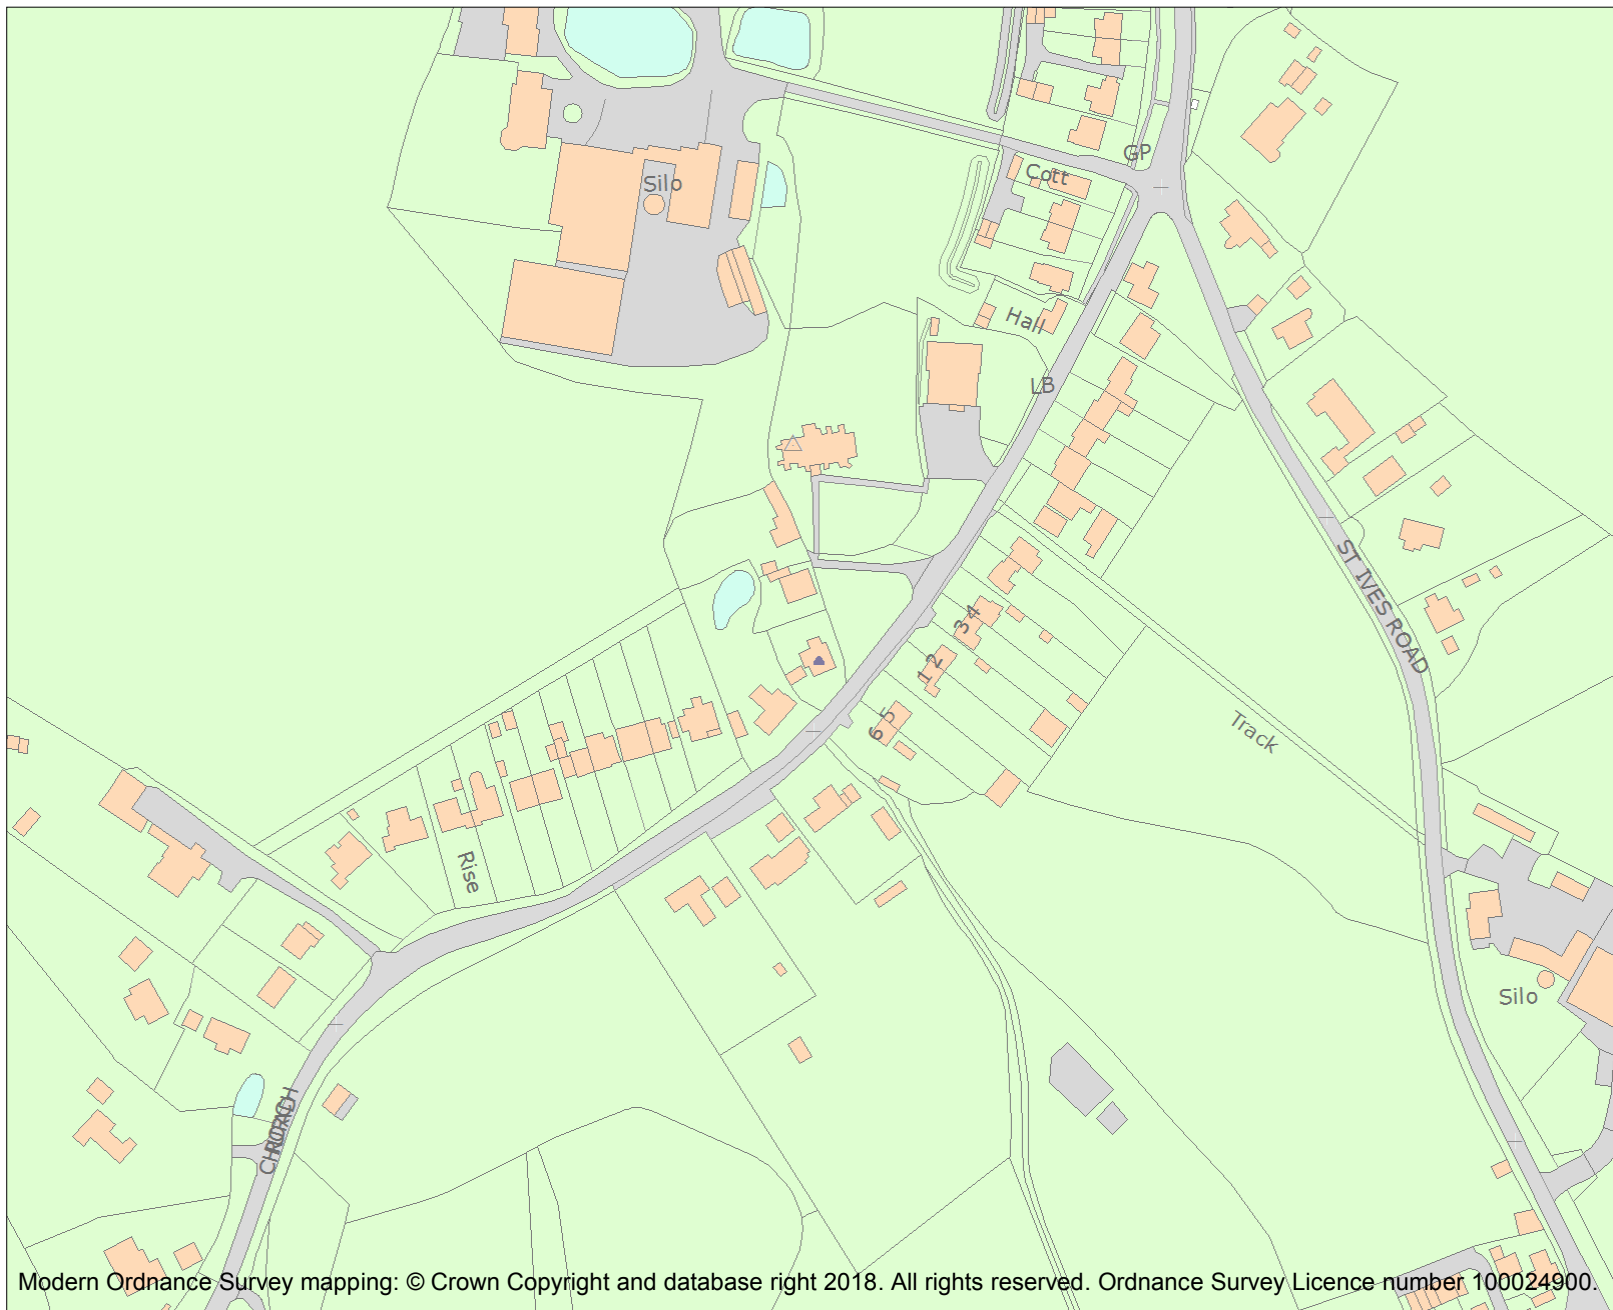 GP
Cott
Silo
Hall
LB
ST IVES ROAD
3 4
1 2
6 5
Track
Rise
Silo
CHURCH
ROAD
Modern Ordnance Survey mapping: © Crown Copyright and database right 2018. All rights reserved. Ordnance Survey Licence number 100024900.